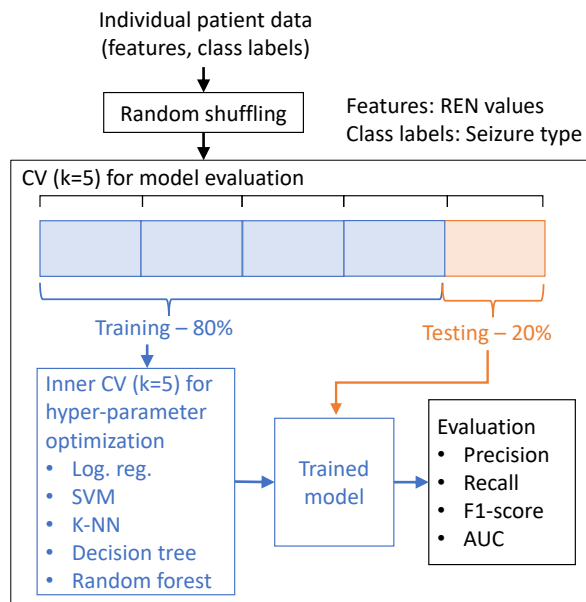 Individual patient data
(features, class labels)
Random shuffling
Features: REN values
Class labels: Seizure type
CV (k=5) for model evaluation
Training – 80%
Testing – 20%
Inner CV (k=5) for
hyper-parameter
optimization
• Log. reg.
• SVM
• K-NN
• Decision tree
• Random forest
Trained
model
Evaluation
• Precision
• Recall
• F1-score
• AUC